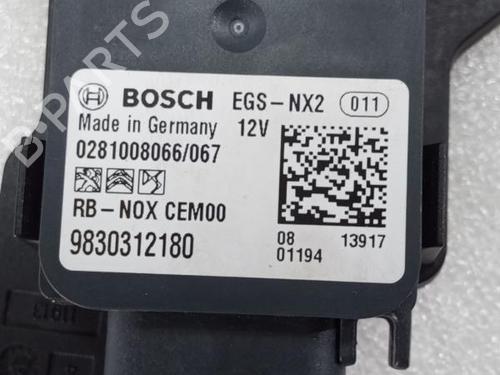 B-PARTS
BOSCH EGS-NX2 011
Made in Germany 12V
0281008066/067
RB-NOX CEM00
9830312180
08 13917
01194